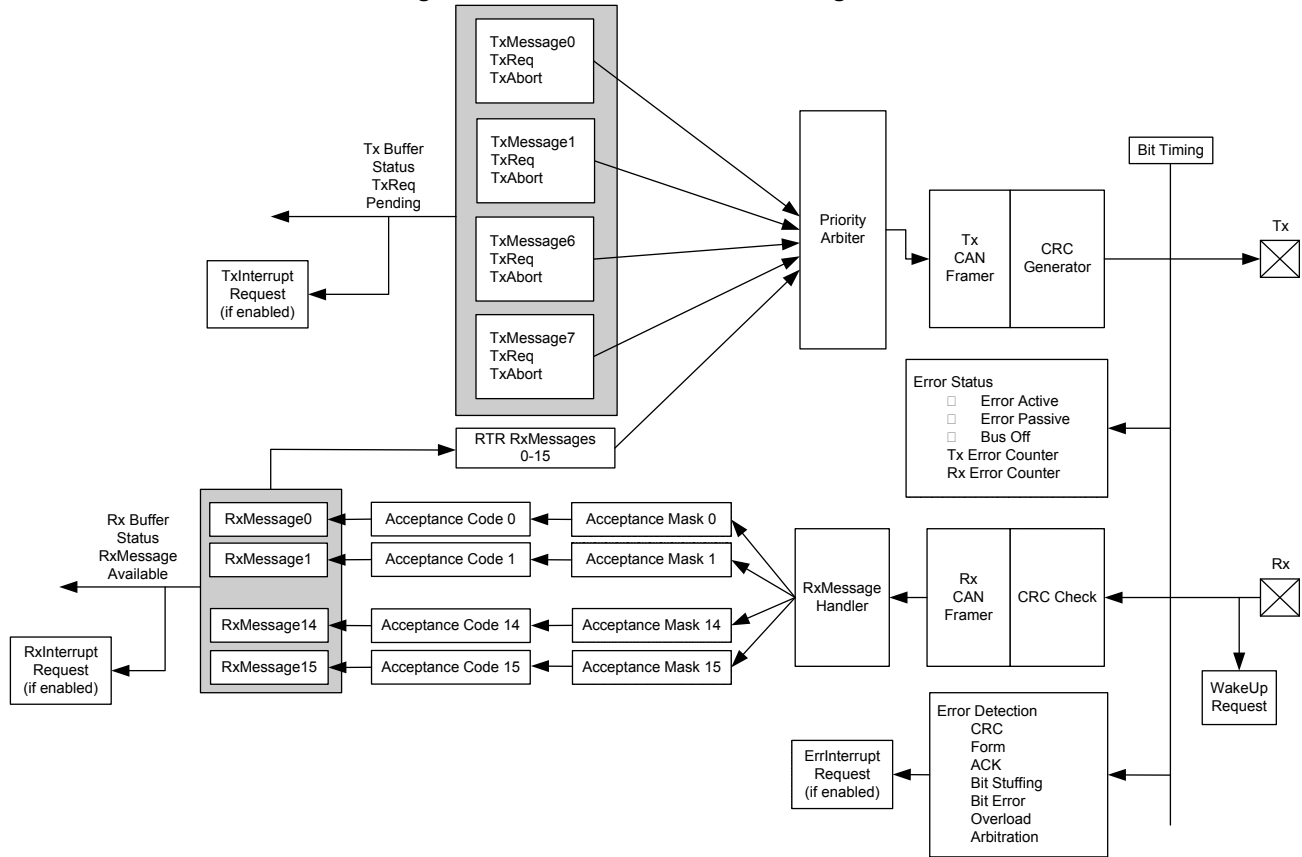 TxMessage0
TxReq
TxAbort
TxMessage1
TxReq
TxAbort
TxMessage6
TxReq
TxAbort
TxMessage7
TxReq
TxAbort
Tx Buffer
Status
TxReq
Pending
TxInterrupt
Request
(if enabled)
Priority
Arbiter
Tx
CAN
Framer
CRC
Generator
Bit Timing
Tx
Error Status
Error Active
Error Passive
Bus Off
Tx Error Counter
Rx Error Counter
RTR RxMessages
0-15
Rx Buffer
Status
RxMessage
Available
RxInterrupt
Request
(if enabled)
RxMessage0
Acceptance Code 0
Acceptance Mask 0
RxMessage1
Acceptance Code 1
Acceptance Mask 1
RxMessage14
Acceptance Code 14
Acceptance Mask 14
RxMessage15
Acceptance Code 15
Acceptance Mask 15
RxMessage
Handler
Rx
CAN
Framer
CRC Check
Rx
WakeUp
Request
ErrInterrupt
Request
(if enabled)
Error Detection
CRC
Form
ACK
Bit Stuffing
Bit Error
Overload
Arbitration